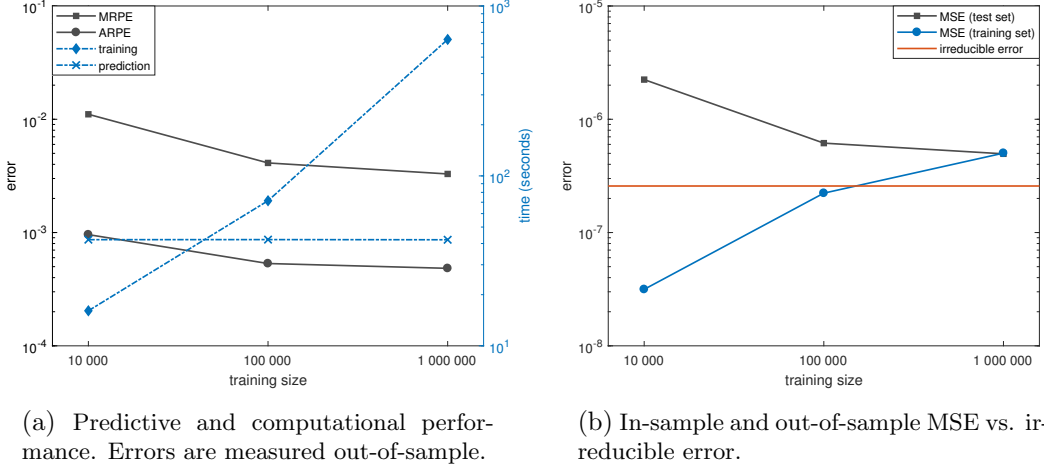 10^-1
10^-2
10^-3
10^-4
error
MRPE
ARPE
training
prediction
10^3
10^2
10^1
time (seconds)
10 000
100 000
1 000 000
training size
(a) Predictive and computational perfor-
mance. Errors are measured out-of-sample.
10^-5
10^-6
10^-7
10^-8
error
MSE (test set)
MSE (training set)
irreducible error
10 000
100 000
1 000 000
training size
(b) In-sample and out-of-sample MSE vs. ir-
reducible error.